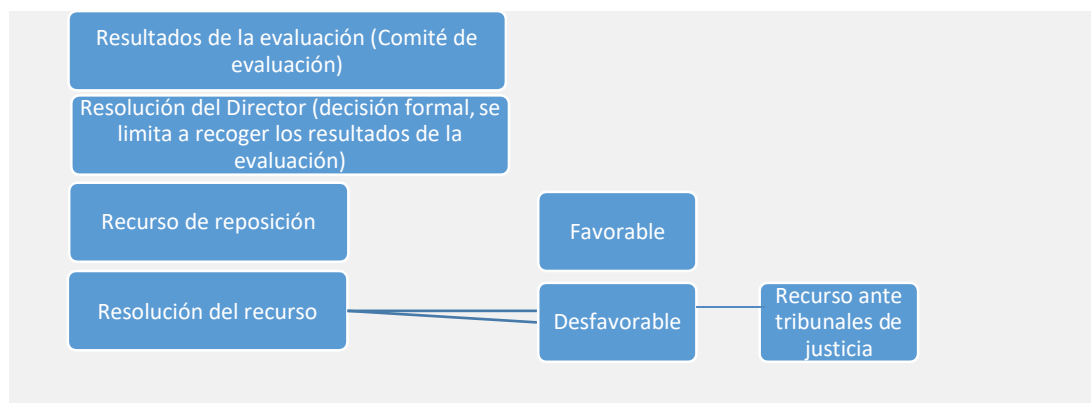 Resultados de la evaluación (Comité de
evaluación)
Resolución del Director (decisión formal, se
limita a recoger los resultados de la
evaluación)
Recurso de reposición
Favorable
Resolución del recurso
Desfavorable
Recurso ante
tribunales de
justicia